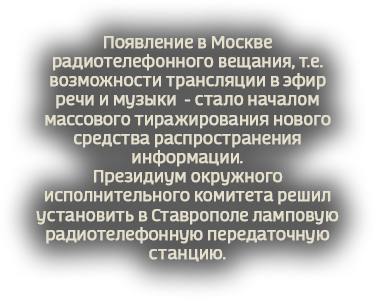 Появление в Москве
радиотелефонного вещания, т.е.
возможности трансляции в эфир
речи и музыки - стало началом
массового тиражирования нового
средства распространения
информации.
Президиум окружного
исполнительного комитета решил
установить в Ставрополе ламповую
радиотелефонную передаточную
станцию.